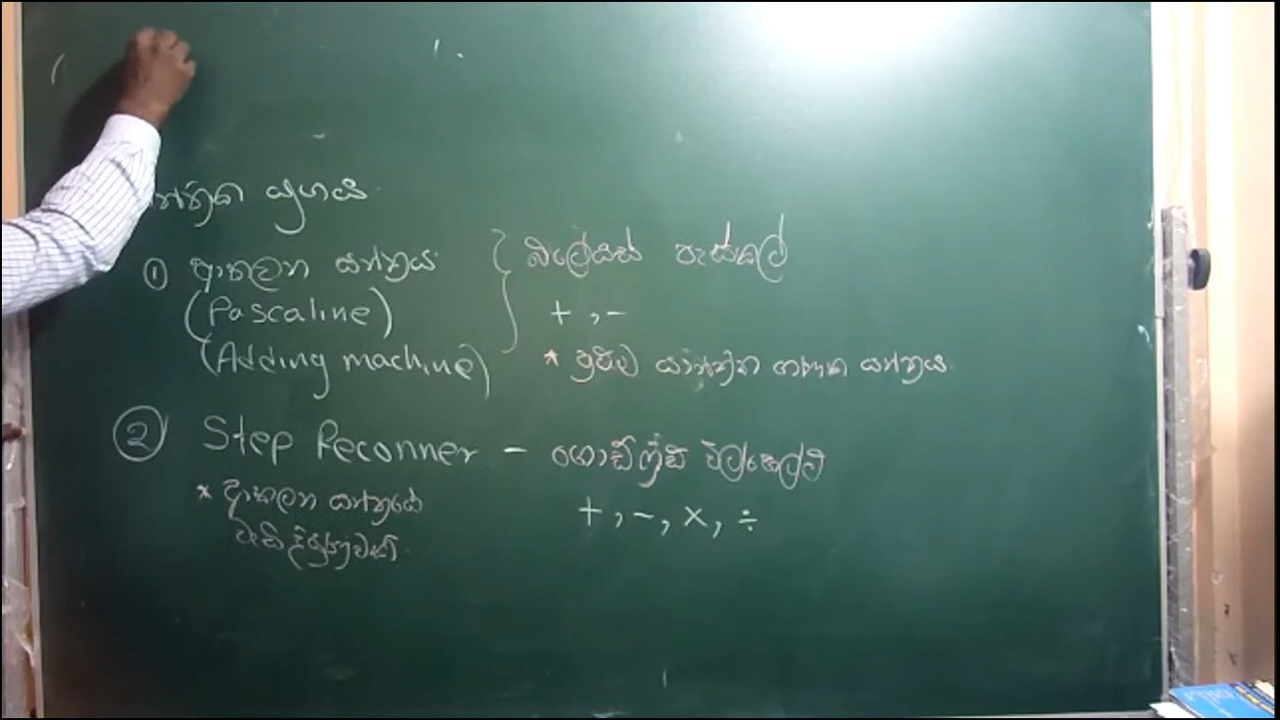 යුගය
① ආකලන යන්ත්‍රය } බ්ලේයිස් පැස්කල්
(Pascaline) + , -
(Adding machine) * ප්‍රථම යාන්ත්‍රික ගණක යන්ත්‍රය
② Step Reconner - ගොඩ්ෆ්‍රඩ් විල්හෙල්ම්
* ආකලන යන්ත්‍රයේ + , - , × , ÷
වැඩි දියුණුවකි